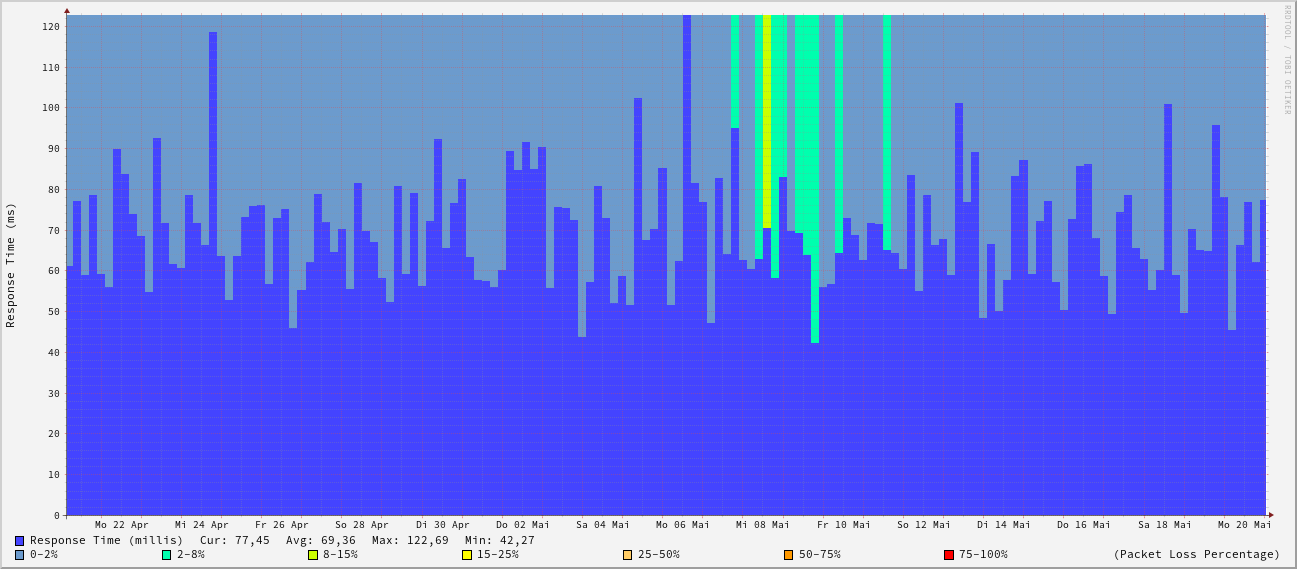 RRDTOOL / TOBI OETIKER
Response Time (ms)
120
110
100
90
80
70
60
50
40
30
20
10
0
Mo 22 Apr Mi 24 Apr Fr 26 Apr So 28 Apr Di 30 Apr Do 02 Mai Sa 04 Mai Mo 06 Mai Mi 08 Mai Fr 10 Mai So 12 Mai Di 14 Mai Do 16 Mai Sa 18 Mai Mo 20 Mai
Response Time (millis) Cur: 77,45 Avg: 69,36 Max: 122,69 Min: 42,27
0-2% 2-8% 8-15% 15-25% 25-50% 50-75% 75-100% (Packet Loss Percentage)